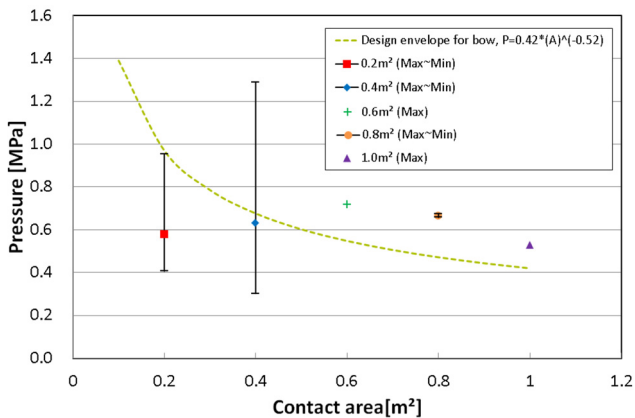 1.6
1.4
1.2
1.0
0.8
0.6
0.4
0.2
0.0
Pressure [MPa]
Design envelope for bow, P=0.42*(A)^(-0.52)
0.2m² (Max~Min)
0.4m² (Max~Min)
0.6m² (Max)
0.8m² (Max~Min)
1.0m² (Max)
0 0.2 0.4 0.6 0.8 1 1.2
Contact area[m²]